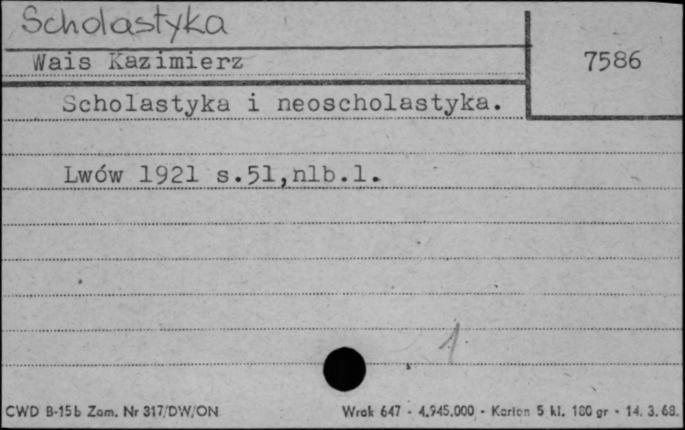 Scholastyka
Wais Kazimierz
7586
Scholastyka i neoscholastyka.
Lwów 1921 s.51,nlb.1.
1
CWD B-15b Zam. Nr 317/DW/ON
Wrak 647 - 4.945.000 - Karton 5 kl. 180 gr - 14. 3. 68.